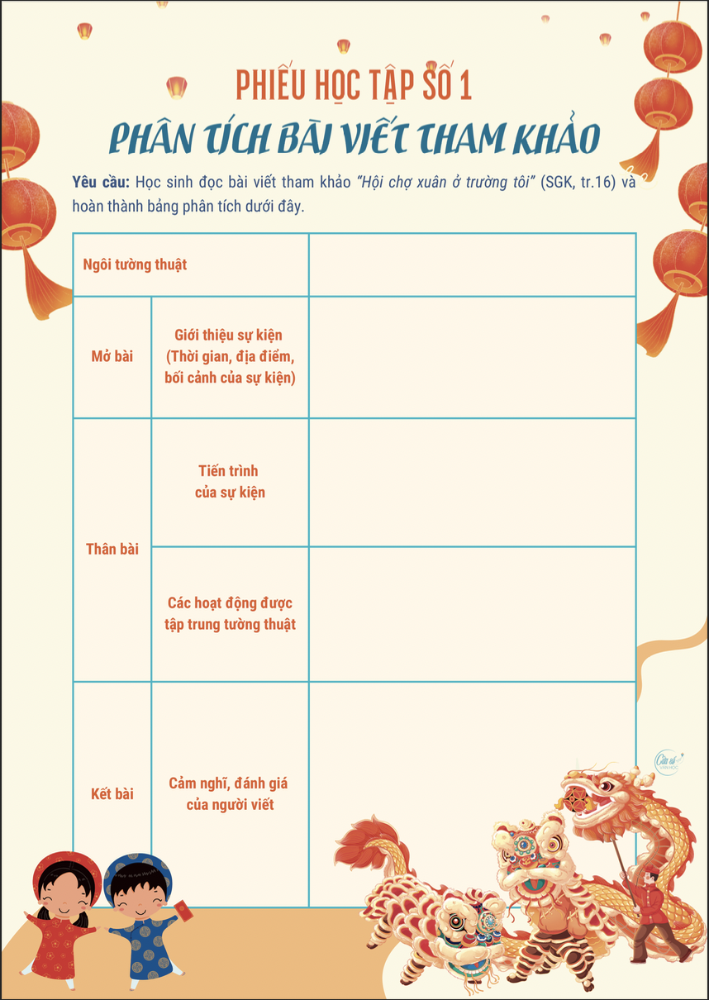 PHIẾU HỌC TẬP SỐ 1
PHÂN TÍCH BÀI VIẾT THAM KHẢO
Yêu cầu: Học sinh đọc bài viết tham khảo “Hội chợ xuân ở trường tôi” (SGK, tr.16) và
hoàn thành bảng phân tích dưới đây.
Ngôi tường thuật
Mở bài
Giới thiệu sự kiện
(Thời gian, địa điểm,
bối cảnh của sự kiện)
Thân bài
Tiến trình
của sự kiện
Các hoạt động được
tập trung tường thuật
Kết bài
Cảm nghĩ, đánh giá
của người viết
VĂN HỌC